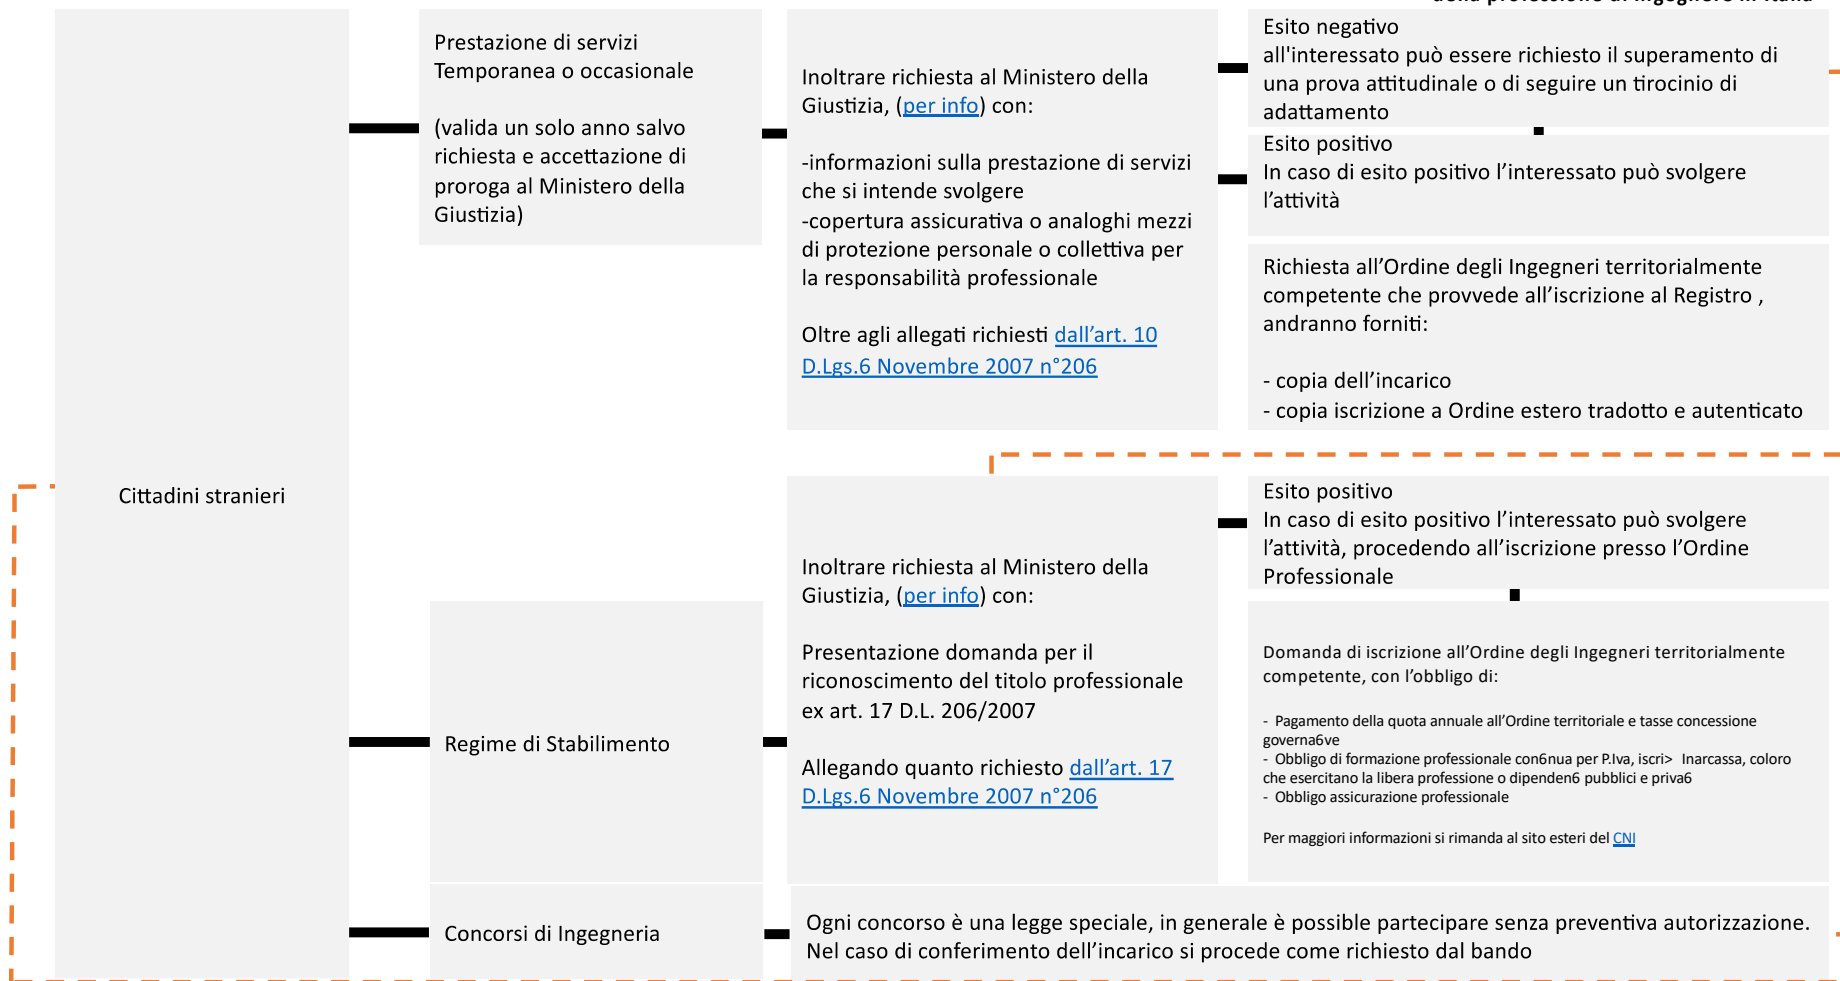 della professione di Ingegnere in Italia
Cittadini stranieri
Prestazione di servizi
Temporanea o occasionale
(valida un solo anno salvo
richiesta e accettazione di
proroga al Ministero della
Giustizia)
Inoltrare richiesta al Ministero della
Giustizia, (per info) con:
-informazioni sulla prestazione di servizi
che si intende svolgere
-copertura assicurativa o analoghi mezzi
di protezione personale o collettiva per
la responsabilità professionale
Oltre agli allegati richiesti dall’art. 10
D.Lgs.6 Novembre 2007 n°206
Esito negativo
all'interessato può essere richiesto il superamento di
una prova attitudinale o di seguire un tirocinio di
adattamento
Esito positivo
In caso di esito positivo l’interessato può svolgere
l’attività
Richiesta all’Ordine degli Ingegneri territorialmente
competente che provvede all’iscrizione al Registro ,
andranno forniti:
- copia dell’incarico
- copia iscrizione a Ordine estero tradotto e autenticato
Regime di Stabilimento
Inoltrare richiesta al Ministero della
Giustizia, (per info) con:
Presentazione domanda per il
riconoscimento del titolo professionale
ex art. 17 D.L. 206/2007
Allegando quanto richiesto dall’art. 17
D.Lgs.6 Novembre 2007 n°206
Esito positivo
In caso di esito positivo l’interessato può svolgere
l’attività, procedendo all’iscrizione presso l’Ordine
Professionale
Domanda di iscrizione all’Ordine degli Ingegneri territorialmente
competente, con l’obbligo di:
- Pagamento della quota annuale all’Ordine territoriale e tasse concessione
governa6ve
- Obbligo di formazione professionale con6nua per P.Iva, iscri> Inarcassa, coloro
che esercitano la libera professione o dipenden6 pubblici e priva6
- Obbligo assicurazione professionale
Per maggiori informazioni si rimanda al sito esteri del CNI
Concorsi di Ingegneria
Ogni concorso è una legge speciale, in generale è possible partecipare senza preventiva autorizzazione.
Nel caso di conferimento dell’incarico si procede come richiesto dal bando